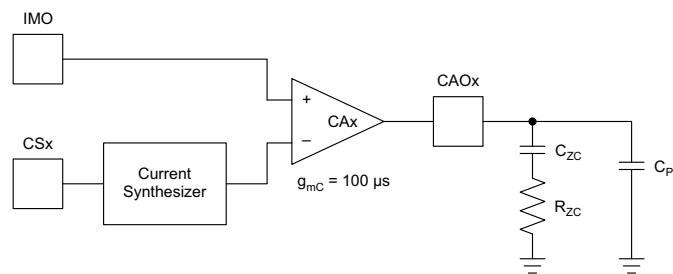 IMO
CSx
Current
Synthesizer
+
−
CAx
g_mC = 100 µs
CAOx
C_ZC
R_ZC
C_P